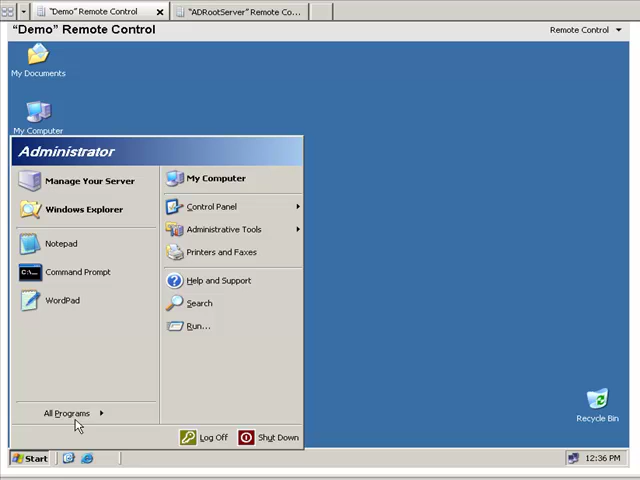 "Demo" Remote Control
"ADRootServer" Remote Co...
"Demo" Remote Control
Remote Control
My Documents
My Computer
Administrator
Manage Your Server
Windows Explorer
Notepad
Command Prompt
WordPad
All Programs
My Computer
Control Panel
Administrative Tools
Printers and Faxes
Help and Support
Search
Run...
Log Off
Shut Down
Recycle Bin
Start
12:36 PM